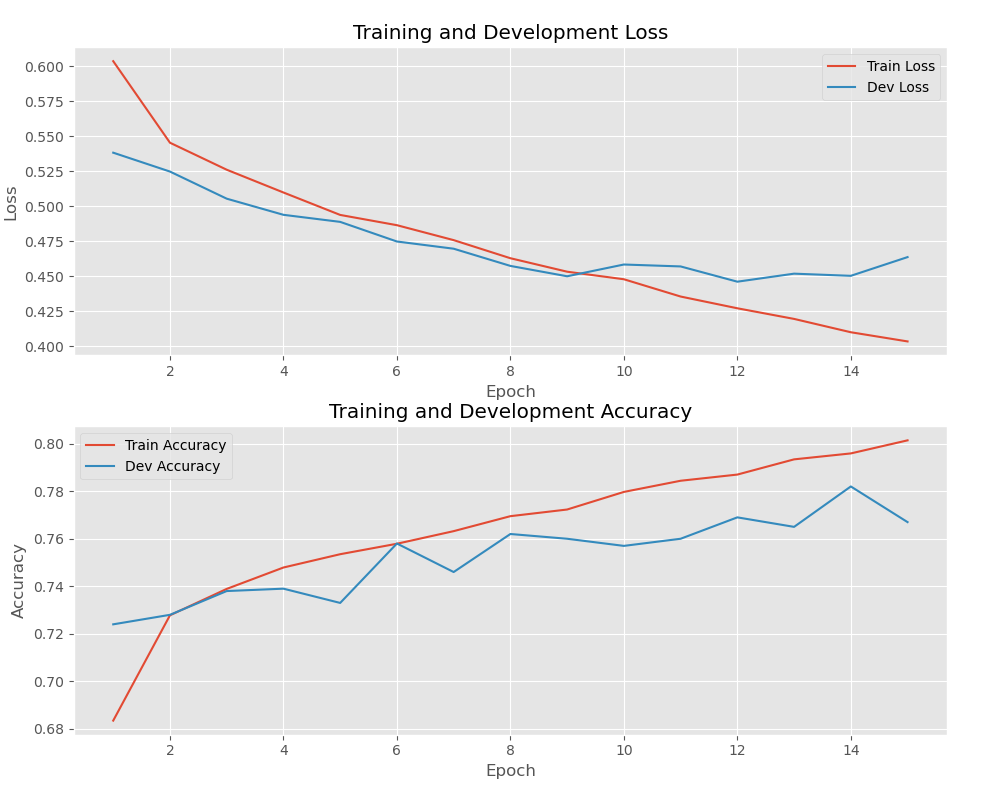 Training and Development Loss
0.600
0.575
0.550
0.525
0.500
0.475
0.450
0.425
0.400
Loss
Train Loss
Dev Loss
2 4 6 8 10 12 14
Epoch
Training and Development Accuracy
0.80
0.78
0.76
0.74
0.72
0.70
0.68
Accuracy
Train Accuracy
Dev Accuracy
2 4 6 8 10 12 14
Epoch